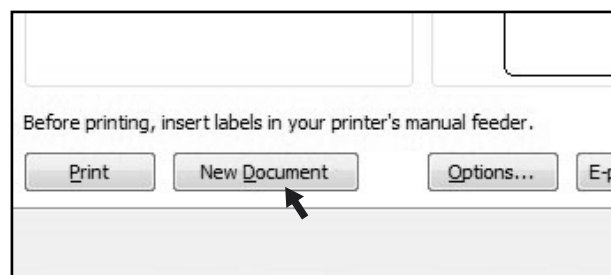 Before printing, insert labels in your printer's manual feeder.
Print New Document Options...